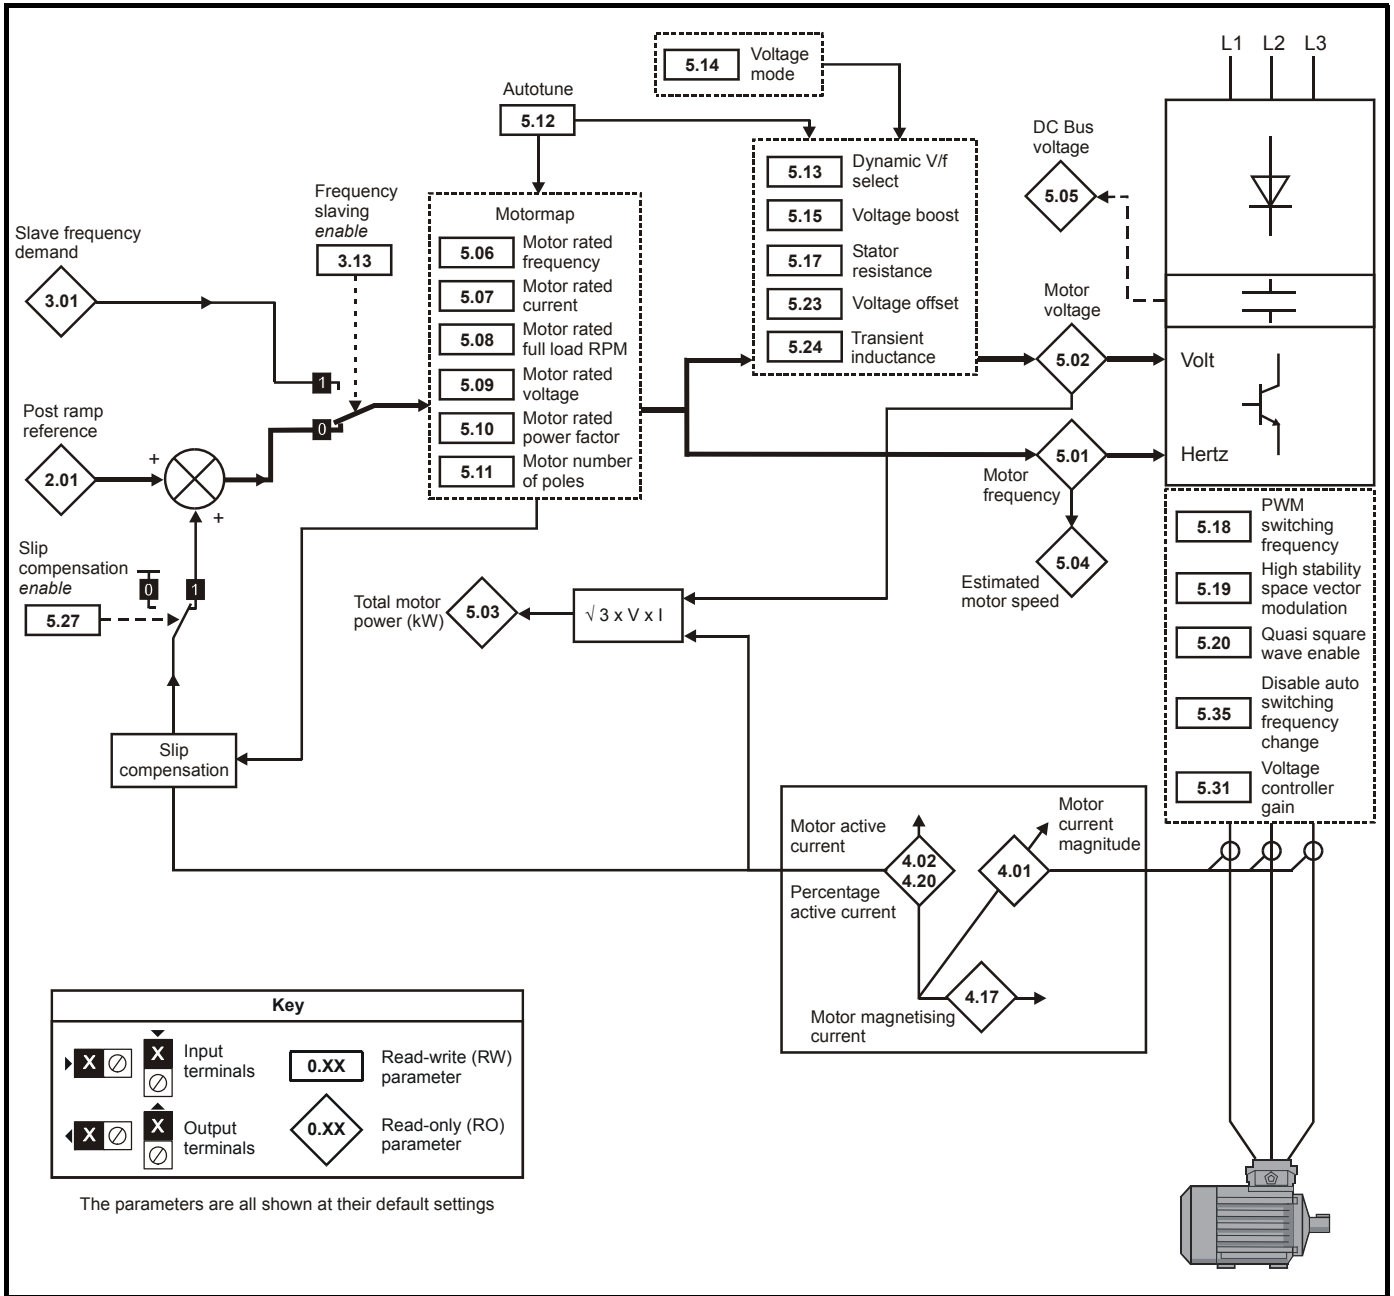 L1 L2 L3
5.14
Voltage
mode
Autotune
5.12
DC Bus
voltage
5.05
5.13
Dynamic V/f
select
5.15
Voltage boost
5.17
Stator
resistance
5.23
Voltage offset
5.24
Transient
inductance
Frequency
slaving
enable
3.13
Slave frequency
demand
3.01
Motormap
5.06
Motor rated
frequency
5.07
Motor rated
current
5.08
Motor rated
full load RPM
5.09
Motor rated
voltage
5.10
Motor rated
power factor
5.11
Motor number
of poles
Motor
voltage
5.02
Volt
1
0
Post ramp
reference
2.01
+
+
5.01
Motor
frequency
Hertz
5.04
Estimated
motor speed
Slip
compensation
enable
0
1
5.27
Total motor
power (kW)
5.03
√ 3 x V x I
5.18
PWM
switching
frequency
5.19
High stability
space vector
modulation
5.20
Quasi square
wave enable
5.35
Disable auto
switching
frequency
change
5.31
Voltage
controller
gain
Slip
compensation
Motor active
current
4.02
4.20
Percentage
active current
Motor
current
magnitude
4.01
4.17
Motor magnetising
current
Key
X
X
Input
terminals
0.XX
Read-write (RW)
parameter
X
X
Output
terminals
0.XX
Read-only (RO)
parameter
The parameters are all shown at their default settings